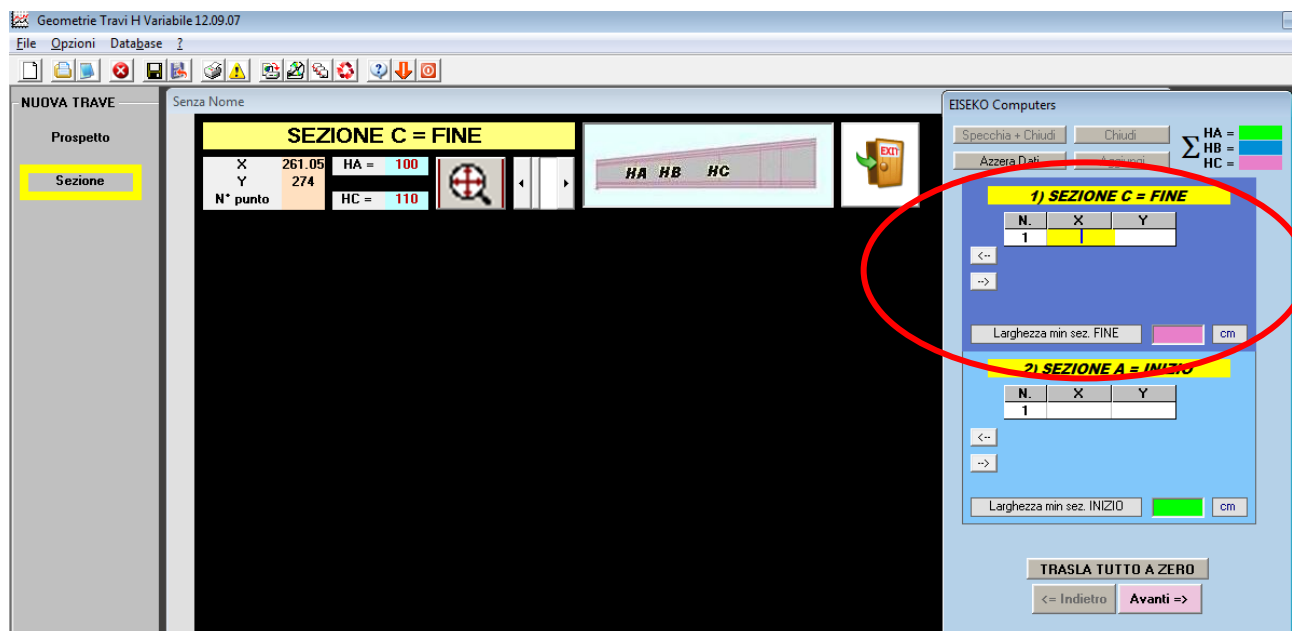 Geometrie Travi H Variabile 12.09.07
File Opzioni Database ?
NUOVA TRAVE
Prospetto
Sezione
Senza Nome
SEZIONE C = FINE
X 261.05 HA = 100
Y 274
N° punto HC = 110
HA HB HC
EXIT
EISEKO Computers
Specchia + Chiudi Chiudi
Azzera Dati Aggiungi
Σ HA =
HB =
HC =
1) SEZIONE C = FINE
N. X Y
1
<--
-->
Larghezza min sez. FINE cm
2) SEZIONE A = INIZIO
N. X Y
1
<--
-->
Larghezza min sez. INIZIO cm
TRASLA TUTTO A ZERO
<= Indietro Avanti =>